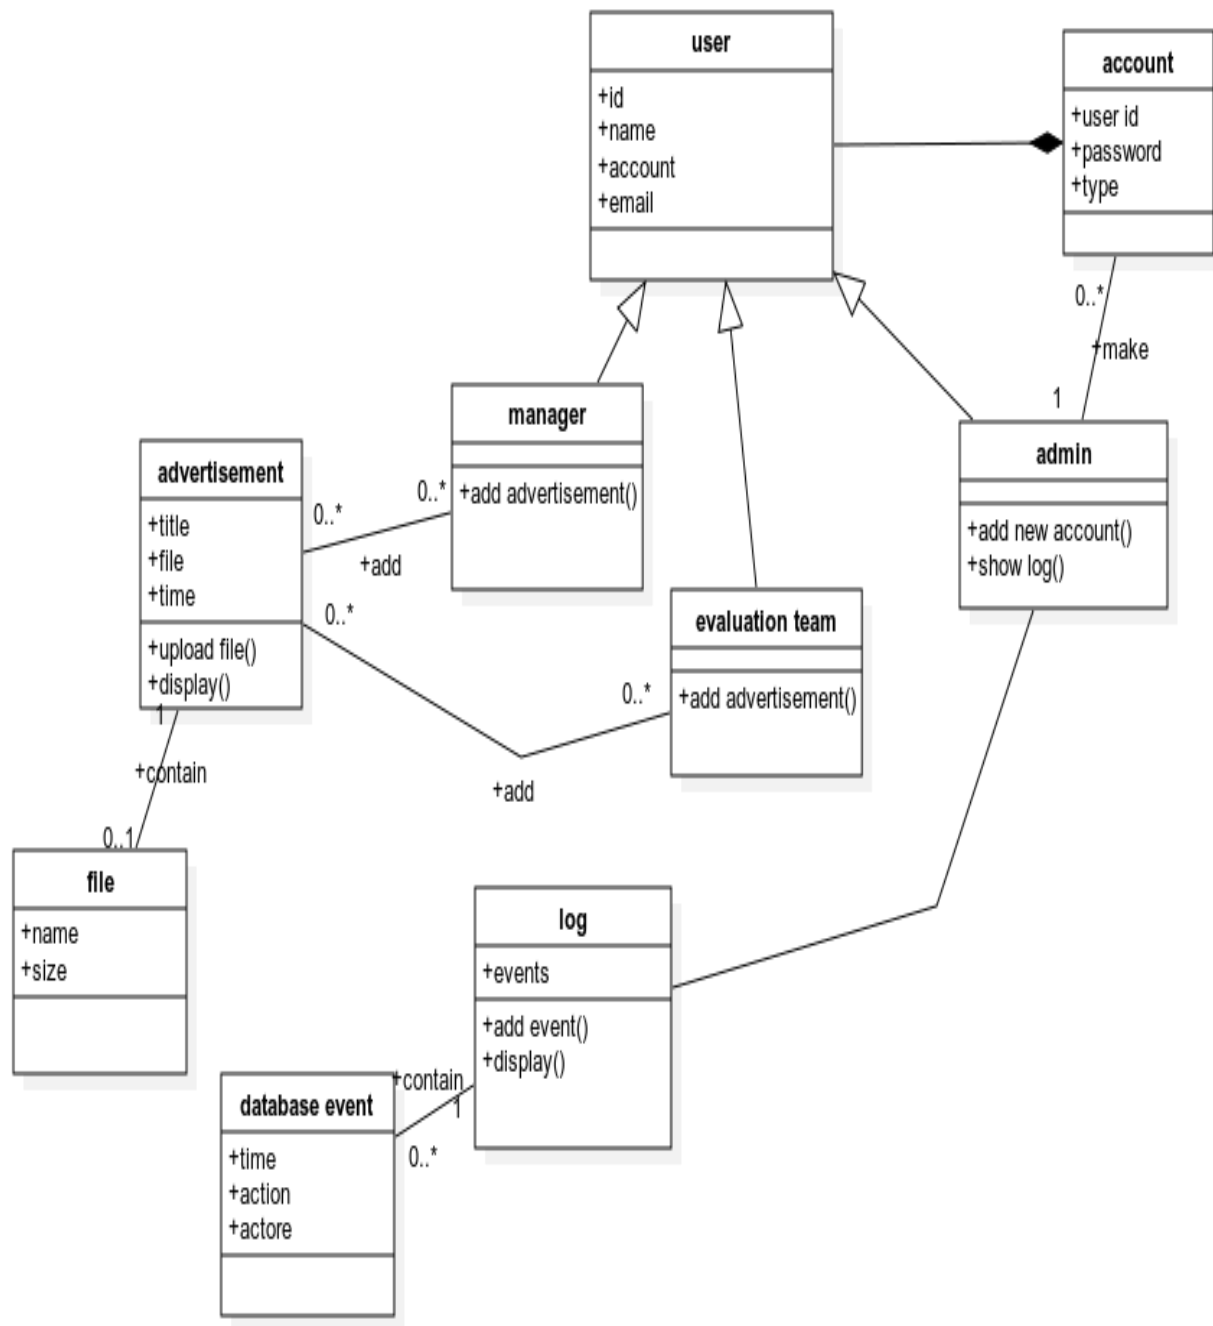 user
+id
+name
+account
+email
account
+user id
+password
+type
0..*
+make
1
manager
+add advertisement()
admin
+add new account()
+show log()
advertisement
+title
+file
+time
+upload file()
+display()
0..*
0..*
+add
0..*
0..*
+add
evaluation team
+add advertisement()
1
+contain
0..1
file
+name
+size
log
+events
+add event()
+display()
+contain
1
0..*
database event
+time
+action
+actore